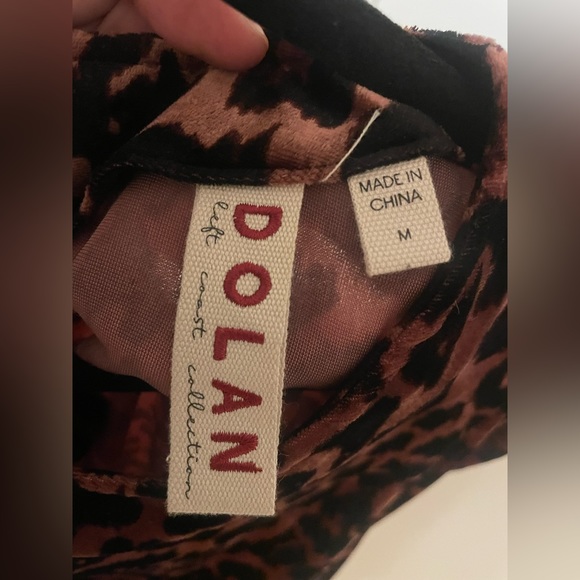 DOLAN
left coast collection
MADE IN
CHINA
M